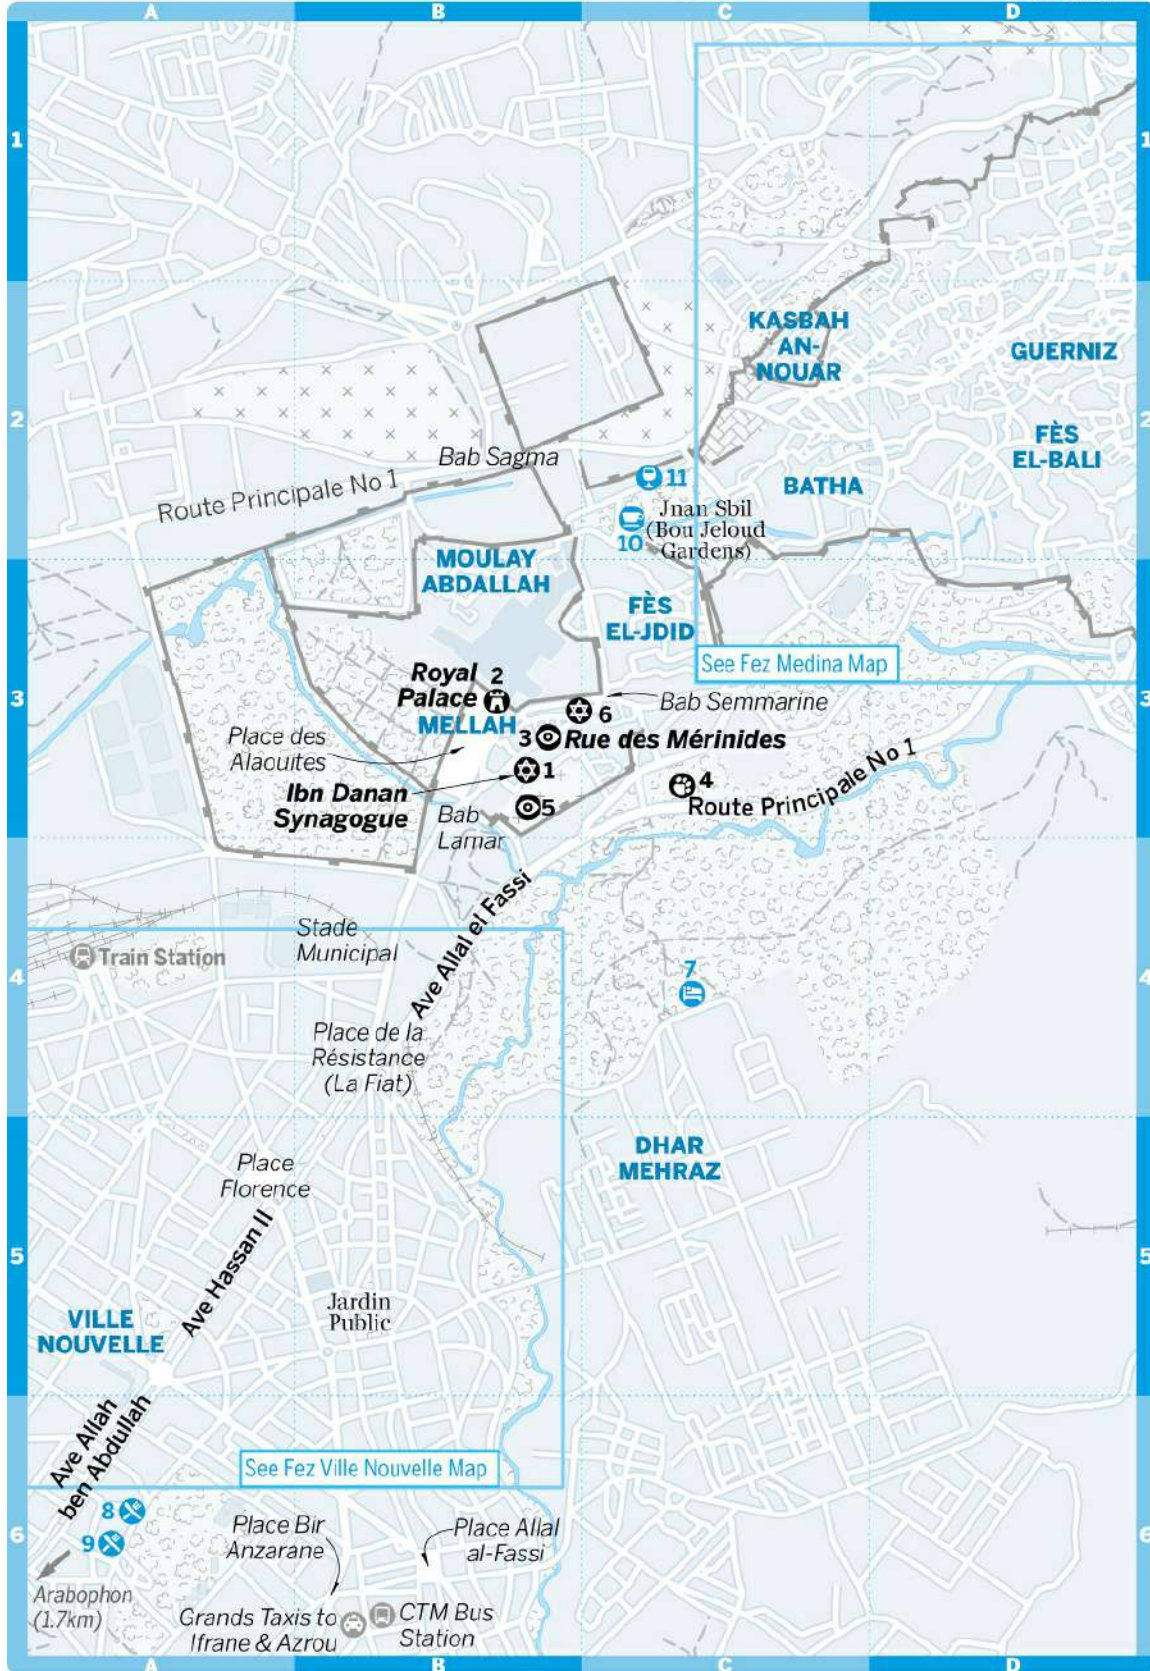 A
B
C
D
1
1
KASBAH
AN-
NOUAR
GUERNIZ
2
2
FÈS
EL-BALI
Bab Sagma
11
BATHA
Route Principale No 1
Jnan Sbil
(Bou Jeloud
Gardens)
10
MOULAY
ABDALLAH
FÈS
EL-JDID
See Fez Medina Map
Royal
Palace
2
MELLAH
3
3
6
Bab Semmarine
Place des
Alaouites
3
Rue des Mérinides
1
Ibn Danan
Synagogue
4
Route Principale No 1
5
Bab
Lamar
Ave Allal el Fassi
Stade
Municipal
Train Station
4
4
7
Place de la
Résistance
(La Fiat)
DHAR
MEHRAZ
Place
Florence
Ave Hassan II
5
5
Jardin
Public
VILLE
NOUVELLE
Ave Allah
ben Abdullah
See Fez Ville Nouvelle Map
8
9
6
6
Place Bir
Anzarane
Place Allal
al-Fassi
Arabophon
(1.7km)
Grands Taxis to
Ifrane & Azrou
CTM Bus
Station
A
B
C
D